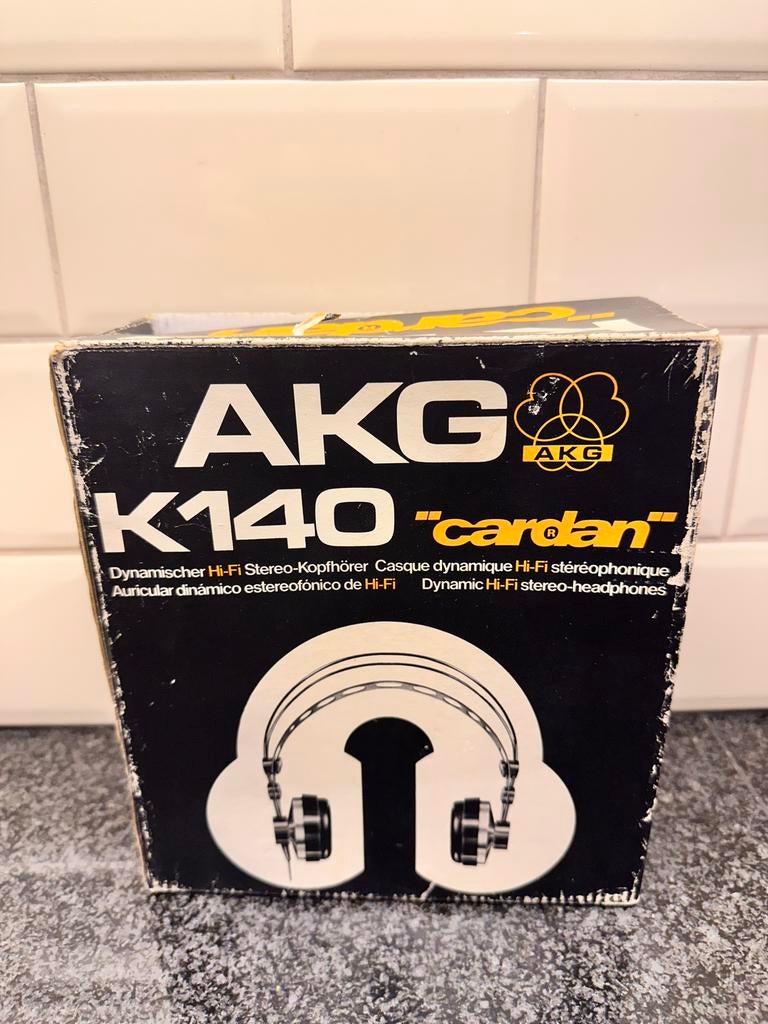 "cardan"
AKG
AKG
K140 "cardan"®
Dynamischer Hi-Fi Stereo-Kopfhörer Casque dynamique Hi-Fi stéréophonique
Auricular dinámico estereofónico de Hi-Fi Dynamic Hi-Fi stereo-headphones